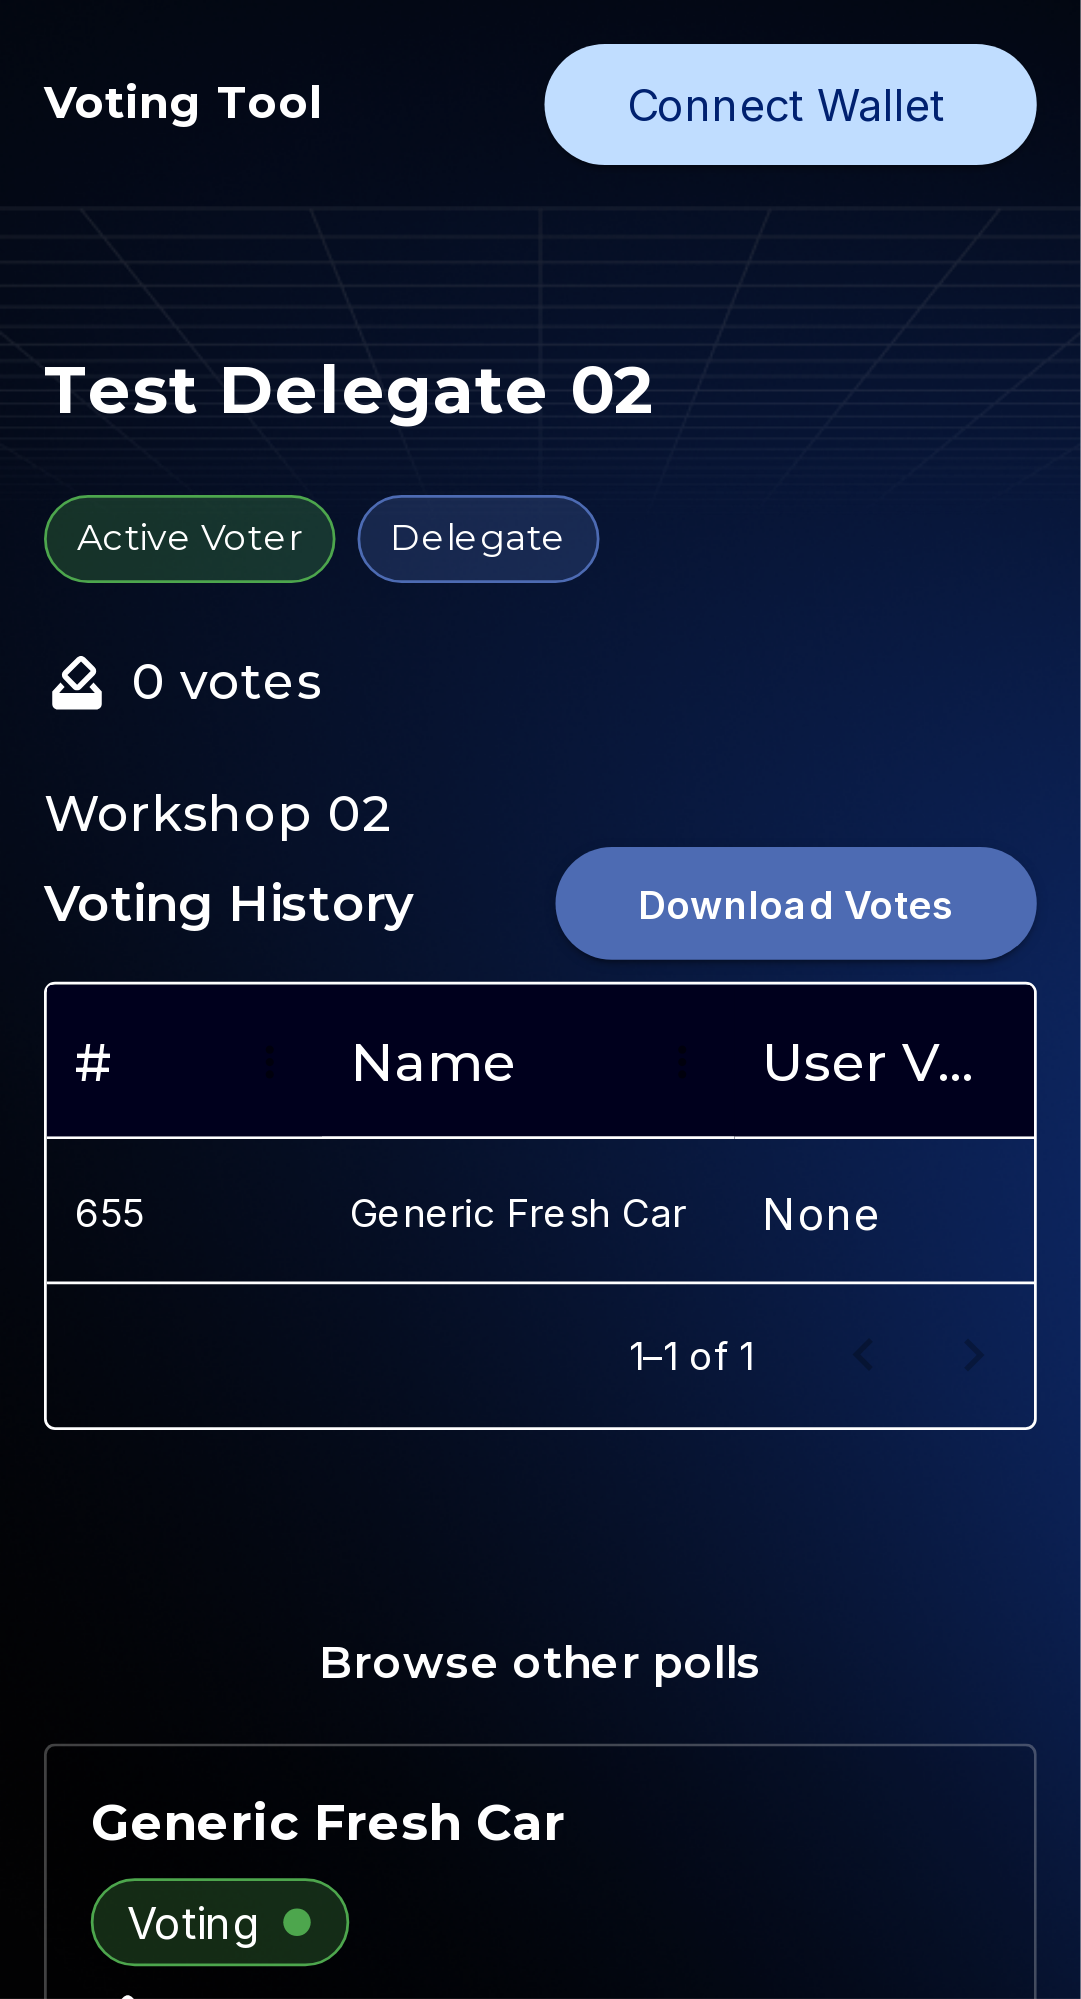 Voting Tool
Connect Wallet
Test Delegate 02
Active Voter
Delegate
0 votes
Workshop 02
Voting History
Download Votes
# Name User V...
655 Generic Fresh Car None
1–1 of 1
Browse other polls
Generic Fresh Car
Voting